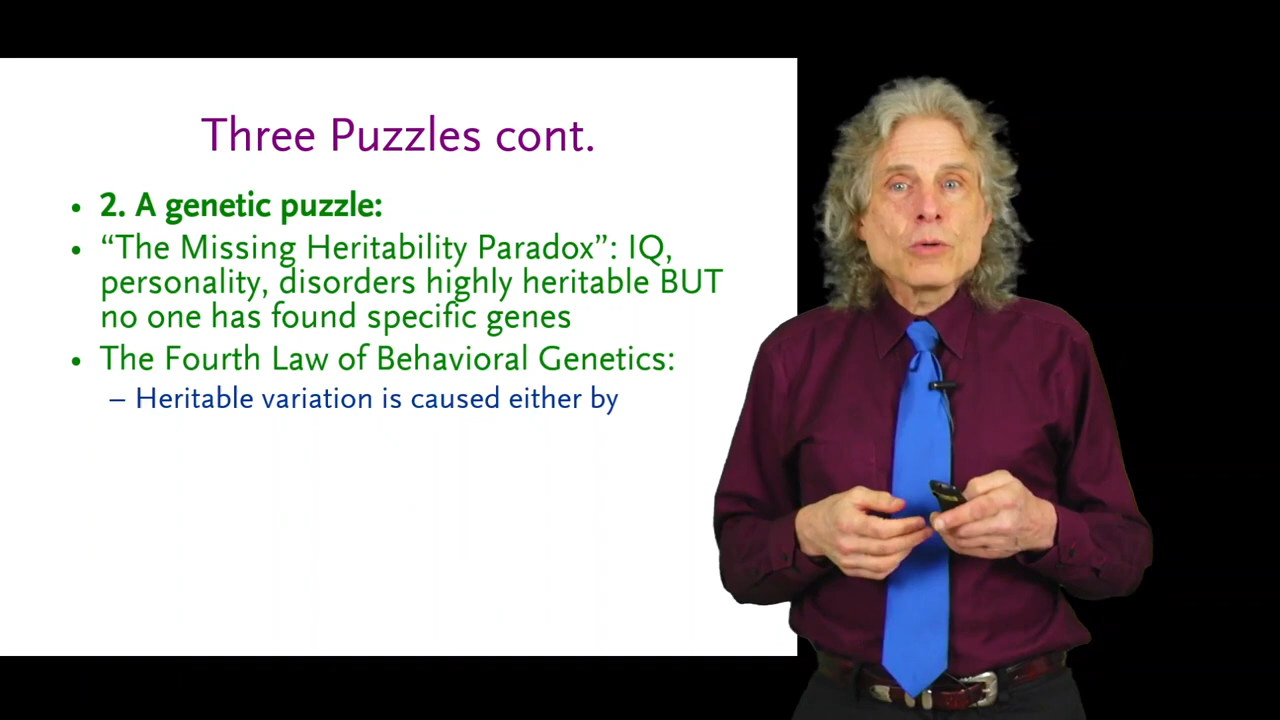 Three Puzzles cont.
• 2. A genetic puzzle:
• “The Missing Heritability Paradox”: IQ,
personality, disorders highly heritable BUT
no one has found specific genes
• The Fourth Law of Behavioral Genetics:
– Heritable variation is caused either by